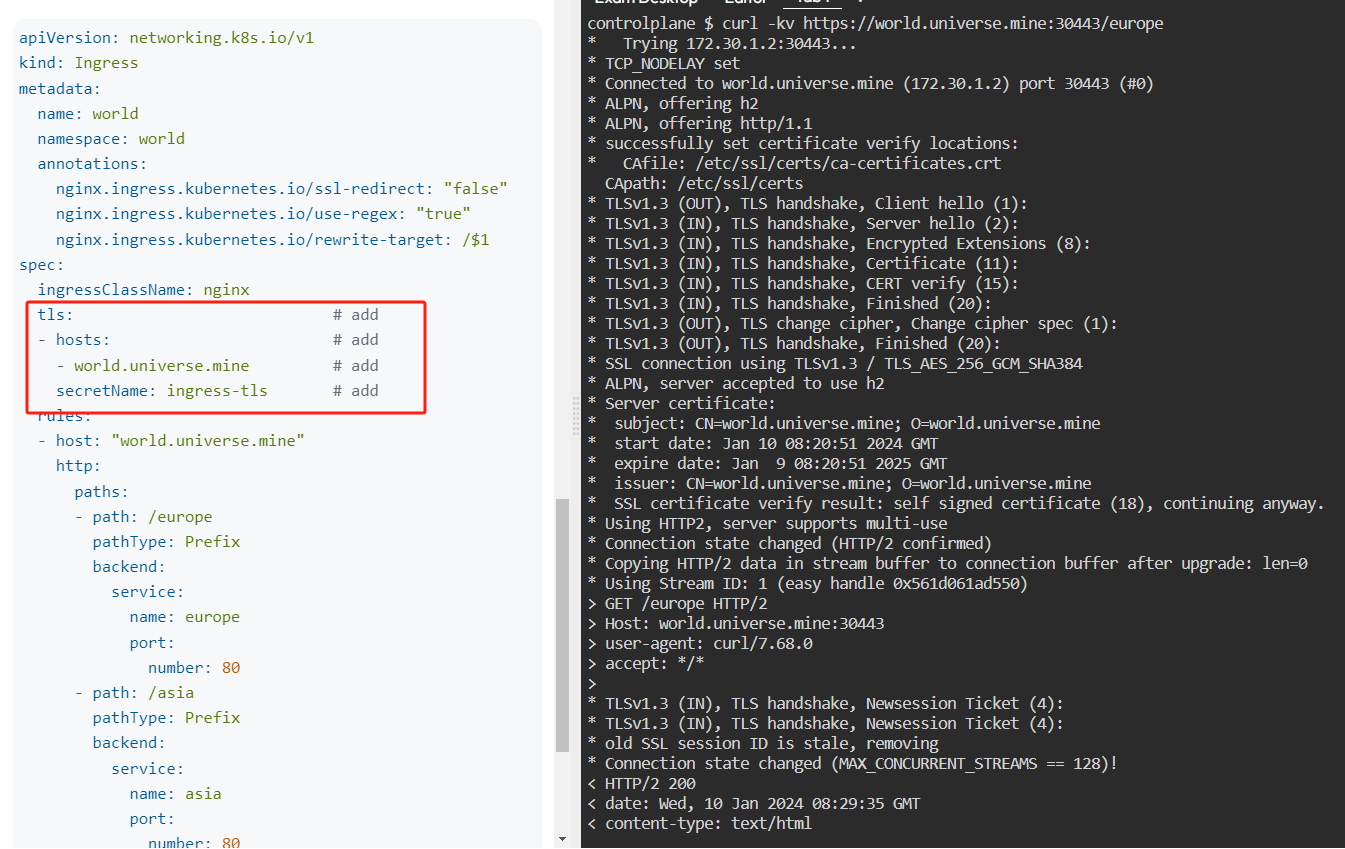 apiVersion: networking.k8s.io/v1
kind: Ingress
metadata:
  name: world
  namespace: world
  annotations:
    nginx.ingress.kubernetes.io/ssl-redirect: "false"
    nginx.ingress.kubernetes.io/use-regex: "true"
    nginx.ingress.kubernetes.io/rewrite-target: /$1
spec:
  ingressClassName: nginx
  tls:                            # add
  - hosts:                        # add
    - world.universe.mine         # add
    secretName: ingress-tls       # add
  rules:
  - host: "world.universe.mine"
    http:
      paths:
      - path: /europe
        pathType: Prefix
        backend:
          service:
            name: europe
            port:
              number: 80
      - path: /asia
        pathType: Prefix
        backend:
          service:
            name: asia
            port:
              number: 80
Exam Desktop Editor Tab 1 +
controlplane $ curl -kv https://world.universe.mine:30443/europe
*   Trying 172.30.1.2:30443...
* TCP_NODELAY set
* Connected to world.universe.mine (172.30.1.2) port 30443 (#0)
* ALPN, offering h2
* ALPN, offering http/1.1
* successfully set certificate verify locations:
*   CAfile: /etc/ssl/certs/ca-certificates.crt
  CApath: /etc/ssl/certs
* TLSv1.3 (OUT), TLS handshake, Client hello (1):
* TLSv1.3 (IN), TLS handshake, Server hello (2):
* TLSv1.3 (IN), TLS handshake, Encrypted Extensions (8):
* TLSv1.3 (IN), TLS handshake, Certificate (11):
* TLSv1.3 (IN), TLS handshake, CERT verify (15):
* TLSv1.3 (IN), TLS handshake, Finished (20):
* TLSv1.3 (OUT), TLS change cipher, Change cipher spec (1):
* TLSv1.3 (OUT), TLS handshake, Finished (20):
* SSL connection using TLSv1.3 / TLS_AES_256_GCM_SHA384
* ALPN, server accepted to use h2
* Server certificate:
*  subject: CN=world.universe.mine; O=world.universe.mine
*  start date: Jan 10 08:20:51 2024 GMT
*  expire date: Jan  9 08:20:51 2025 GMT
*  issuer: CN=world.universe.mine; O=world.universe.mine
*  SSL certificate verify result: self signed certificate (18), continuing anyway.
* Using HTTP2, server supports multi-use
* Connection state changed (HTTP/2 confirmed)
* Copying HTTP/2 data in stream buffer to connection buffer after upgrade: len=0
* Using Stream ID: 1 (easy handle 0x561d061ad550)
> GET /europe HTTP/2
> Host: world.universe.mine:30443
> user-agent: curl/7.68.0
> accept: */*
>
* TLSv1.3 (IN), TLS handshake, Newsession Ticket (4):
* TLSv1.3 (IN), TLS handshake, Newsession Ticket (4):
* old SSL session ID is stale, removing
* Connection state changed (MAX_CONCURRENT_STREAMS == 128)!
< HTTP/2 200
< date: Wed, 10 Jan 2024 08:29:35 GMT
< content-type: text/html